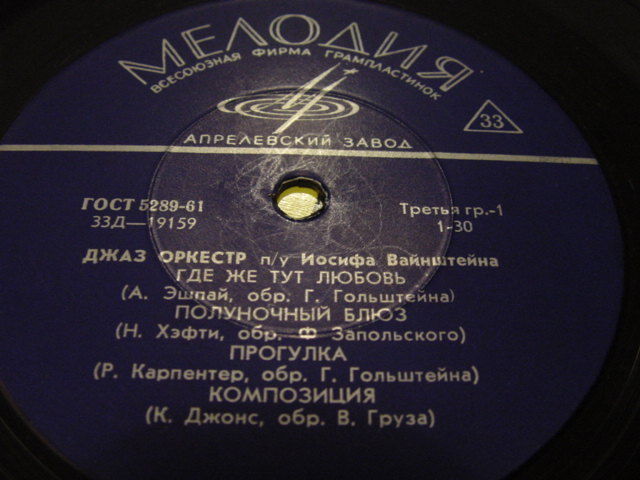 МЕЛОДИЯ
ВСЕСОЮЗНАЯ ФИРМА ГРАМПЛАСТИНОК
33
АПРЕЛЕВСКИЙ ЗАВОД
ГОСТ 5289-61
33Д—19159
Третья гр.-1
1-30
ДЖАЗ ОРКЕСТР п/у Иосифа Вайнштейна
ГДЕ ЖЕ ТУТ ЛЮБОВЬ
(А. Эшпай, обр. Г. Гольштейна)
ПОЛУНОЧНЫЙ БЛЮЗ
(Н. Хэфти, обр. Ф Запольского)
ПРОГУЛКА
(Р. Карпентер, обр. Г. Гольштейна)
КОМПОЗИЦИЯ
(К. Джонс, обр. В. Груза)